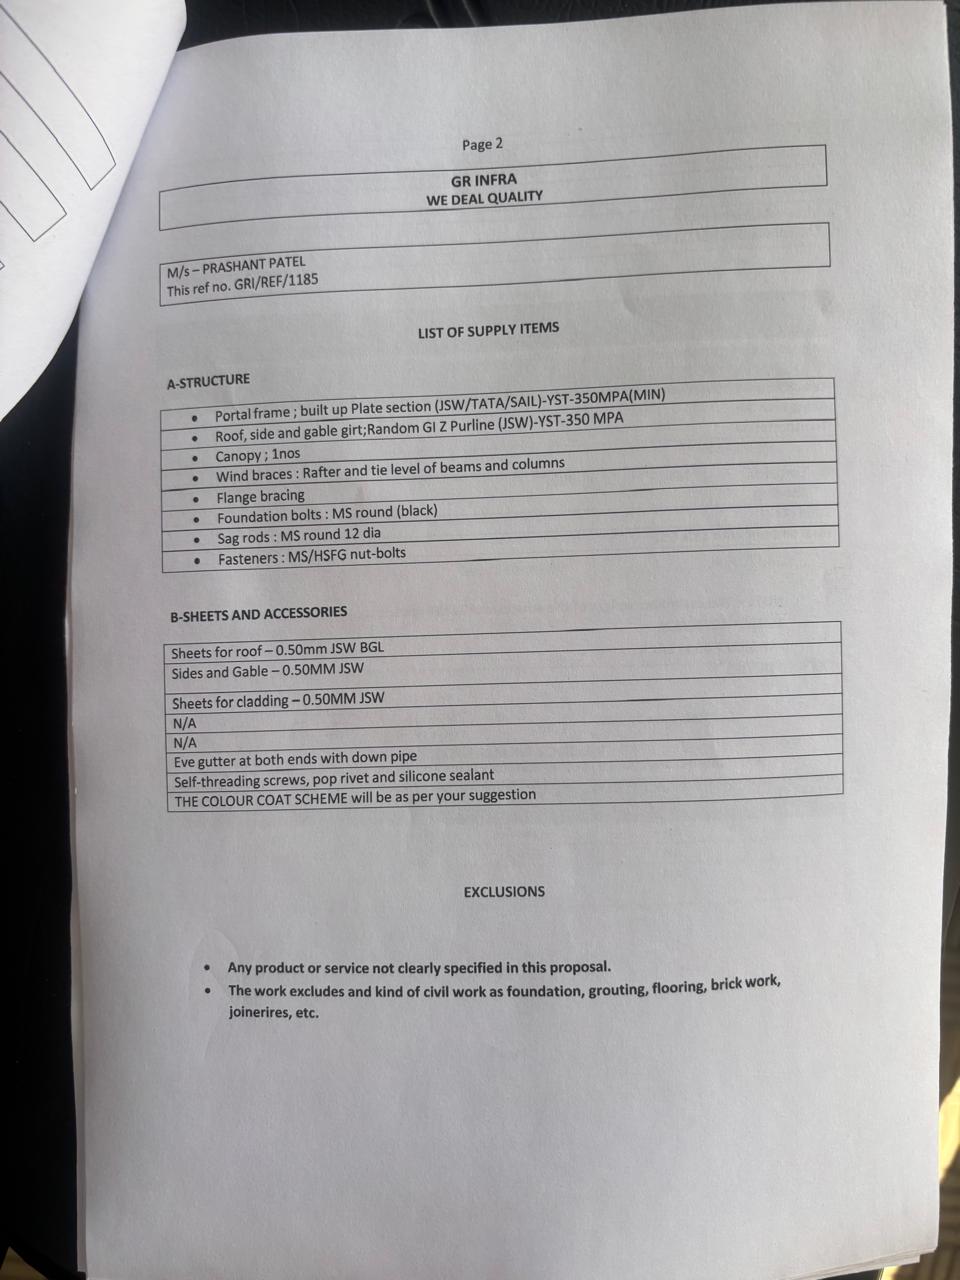 Page 2
GR INFRA
WE DEAL QUALITY
M/s – PRASHANT PATEL
This ref no. GRI/REF/1185
LIST OF SUPPLY ITEMS
A-STRUCTURE
• Portal frame ; built up Plate section (JSW/TATA/SAIL)-YST-350MPA(MIN)
• Roof, side and gable girt;Random GI Z Purline (JSW)-YST-350 MPA
• Canopy ; 1nos
• Wind braces : Rafter and tie level of beams and columns
• Flange bracing
• Foundation bolts : MS round (black)
• Sag rods : MS round 12 dia
• Fasteners : MS/HSFG nut-bolts
B-SHEETS AND ACCESSORIES
Sheets for roof – 0.50mm JSW BGL
Sides and Gable – 0.50MM JSW
Sheets for cladding – 0.50MM JSW
N/A
N/A
Eve gutter at both ends with down pipe
Self-threading screws, pop rivet and silicone sealant
THE COLOUR COAT SCHEME will be as per your suggestion
EXCLUSIONS
• Any product or service not clearly specified in this proposal.
• The work excludes and kind of civil work as foundation, grouting, flooring, brick work,
joinerires, etc.